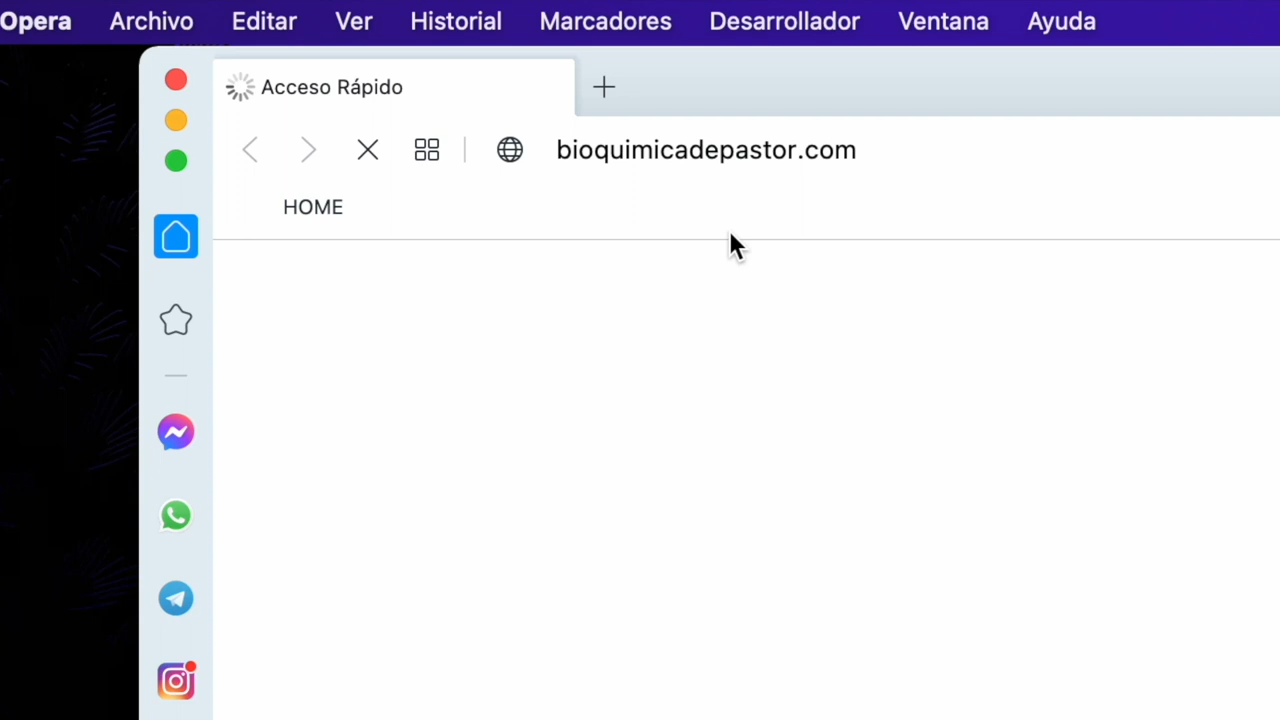 Opera Archivo Editar Ver Historial Marcadores Desarrollador Ventana Ayuda
Acceso Rápido
bioquimicadepastor.com
HOME